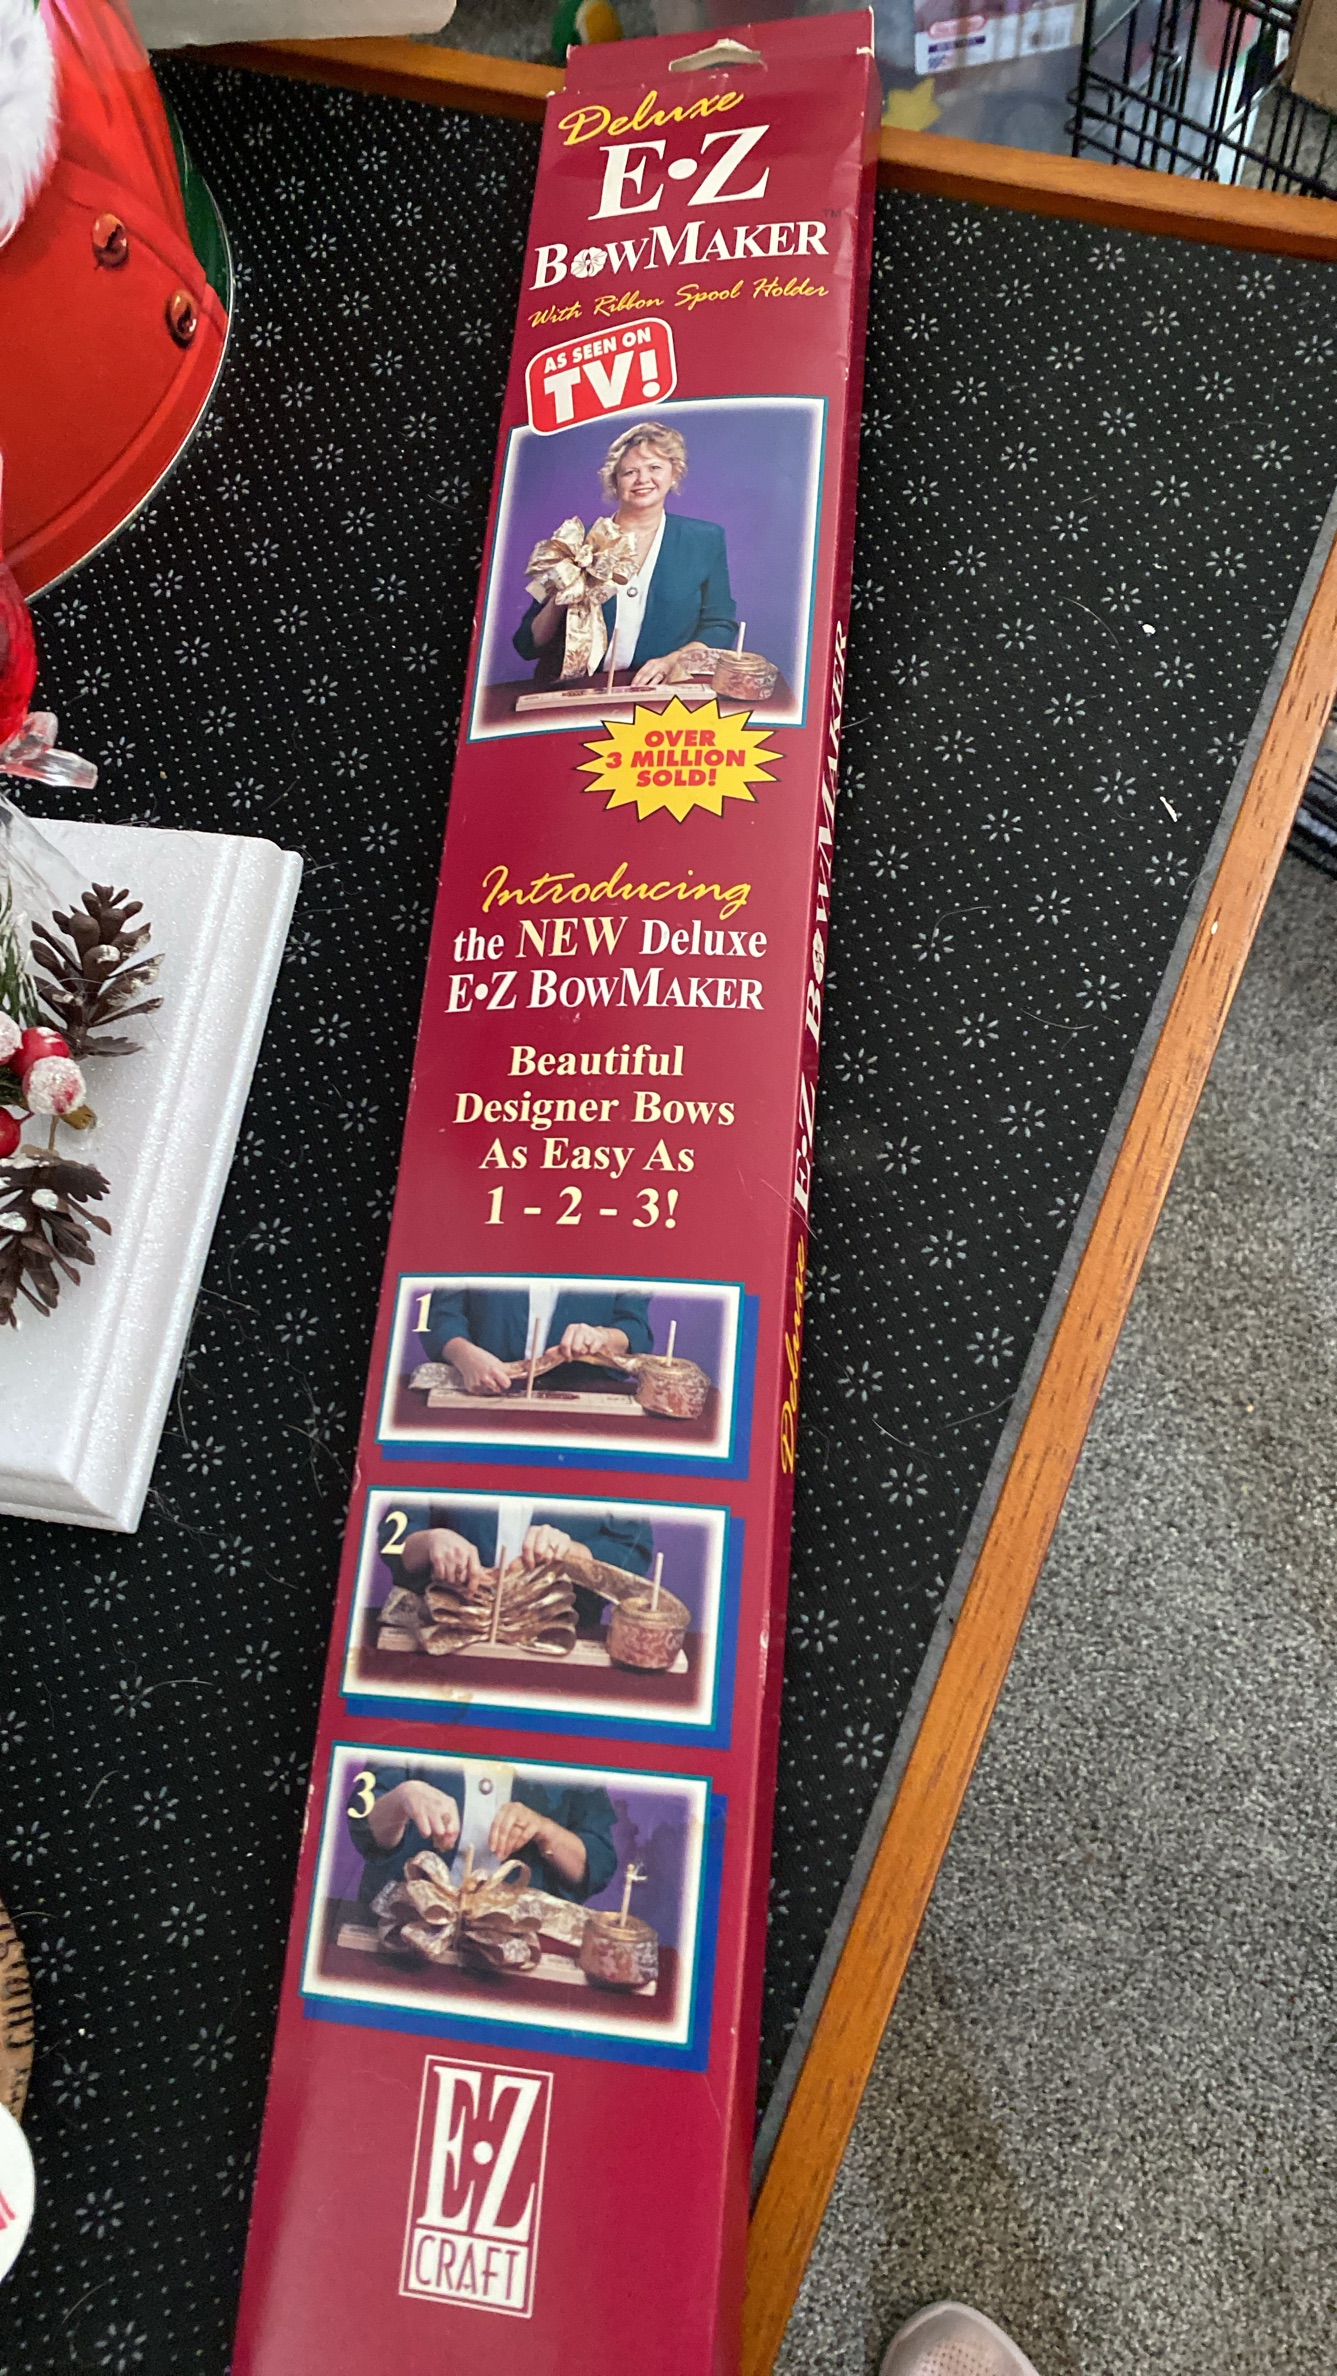 Deluxe
E•Z
BOWMAKER™
With Ribbon Spool Holder
AS SEEN ON
TV!
OVER
3 MILLION
SOLD!
Introducing
the NEW Deluxe
E•Z BOWMAKER
Beautiful
Designer Bows
As Easy As
1 - 2 - 3!
1
2
3
E•Z
CRAFT
Deluxe E•Z BOWMAKER